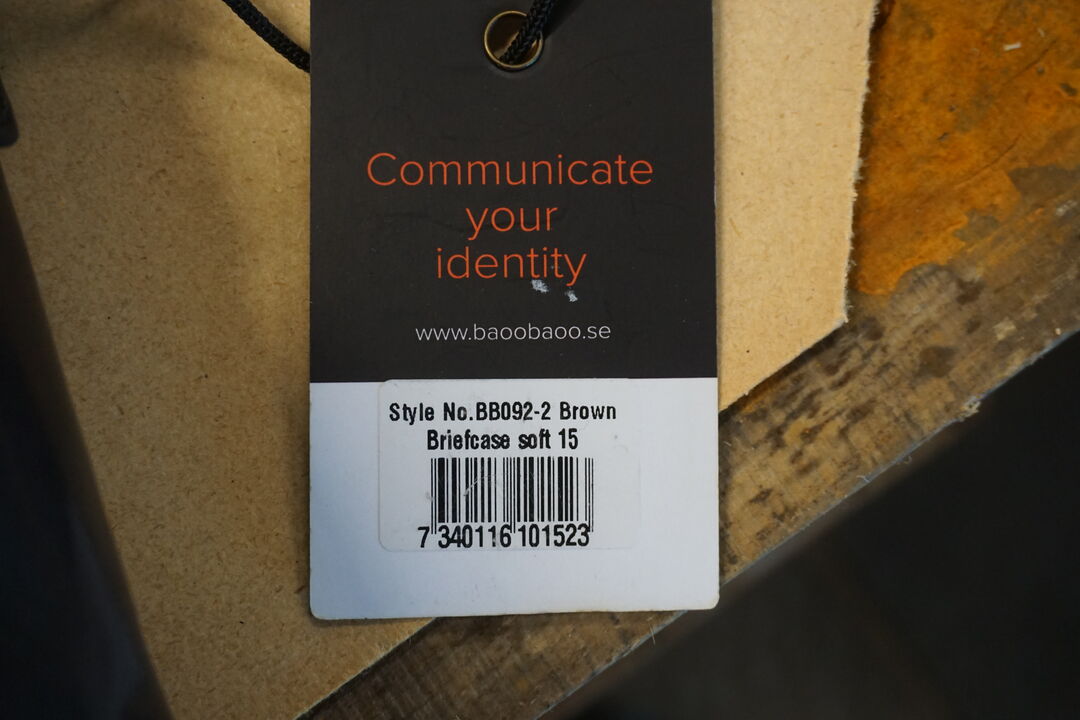 Communicate
your
identity
www.baoobaoo.se
Style No.BB092-2 Brown
Briefcase soft 15
7 340116 101523